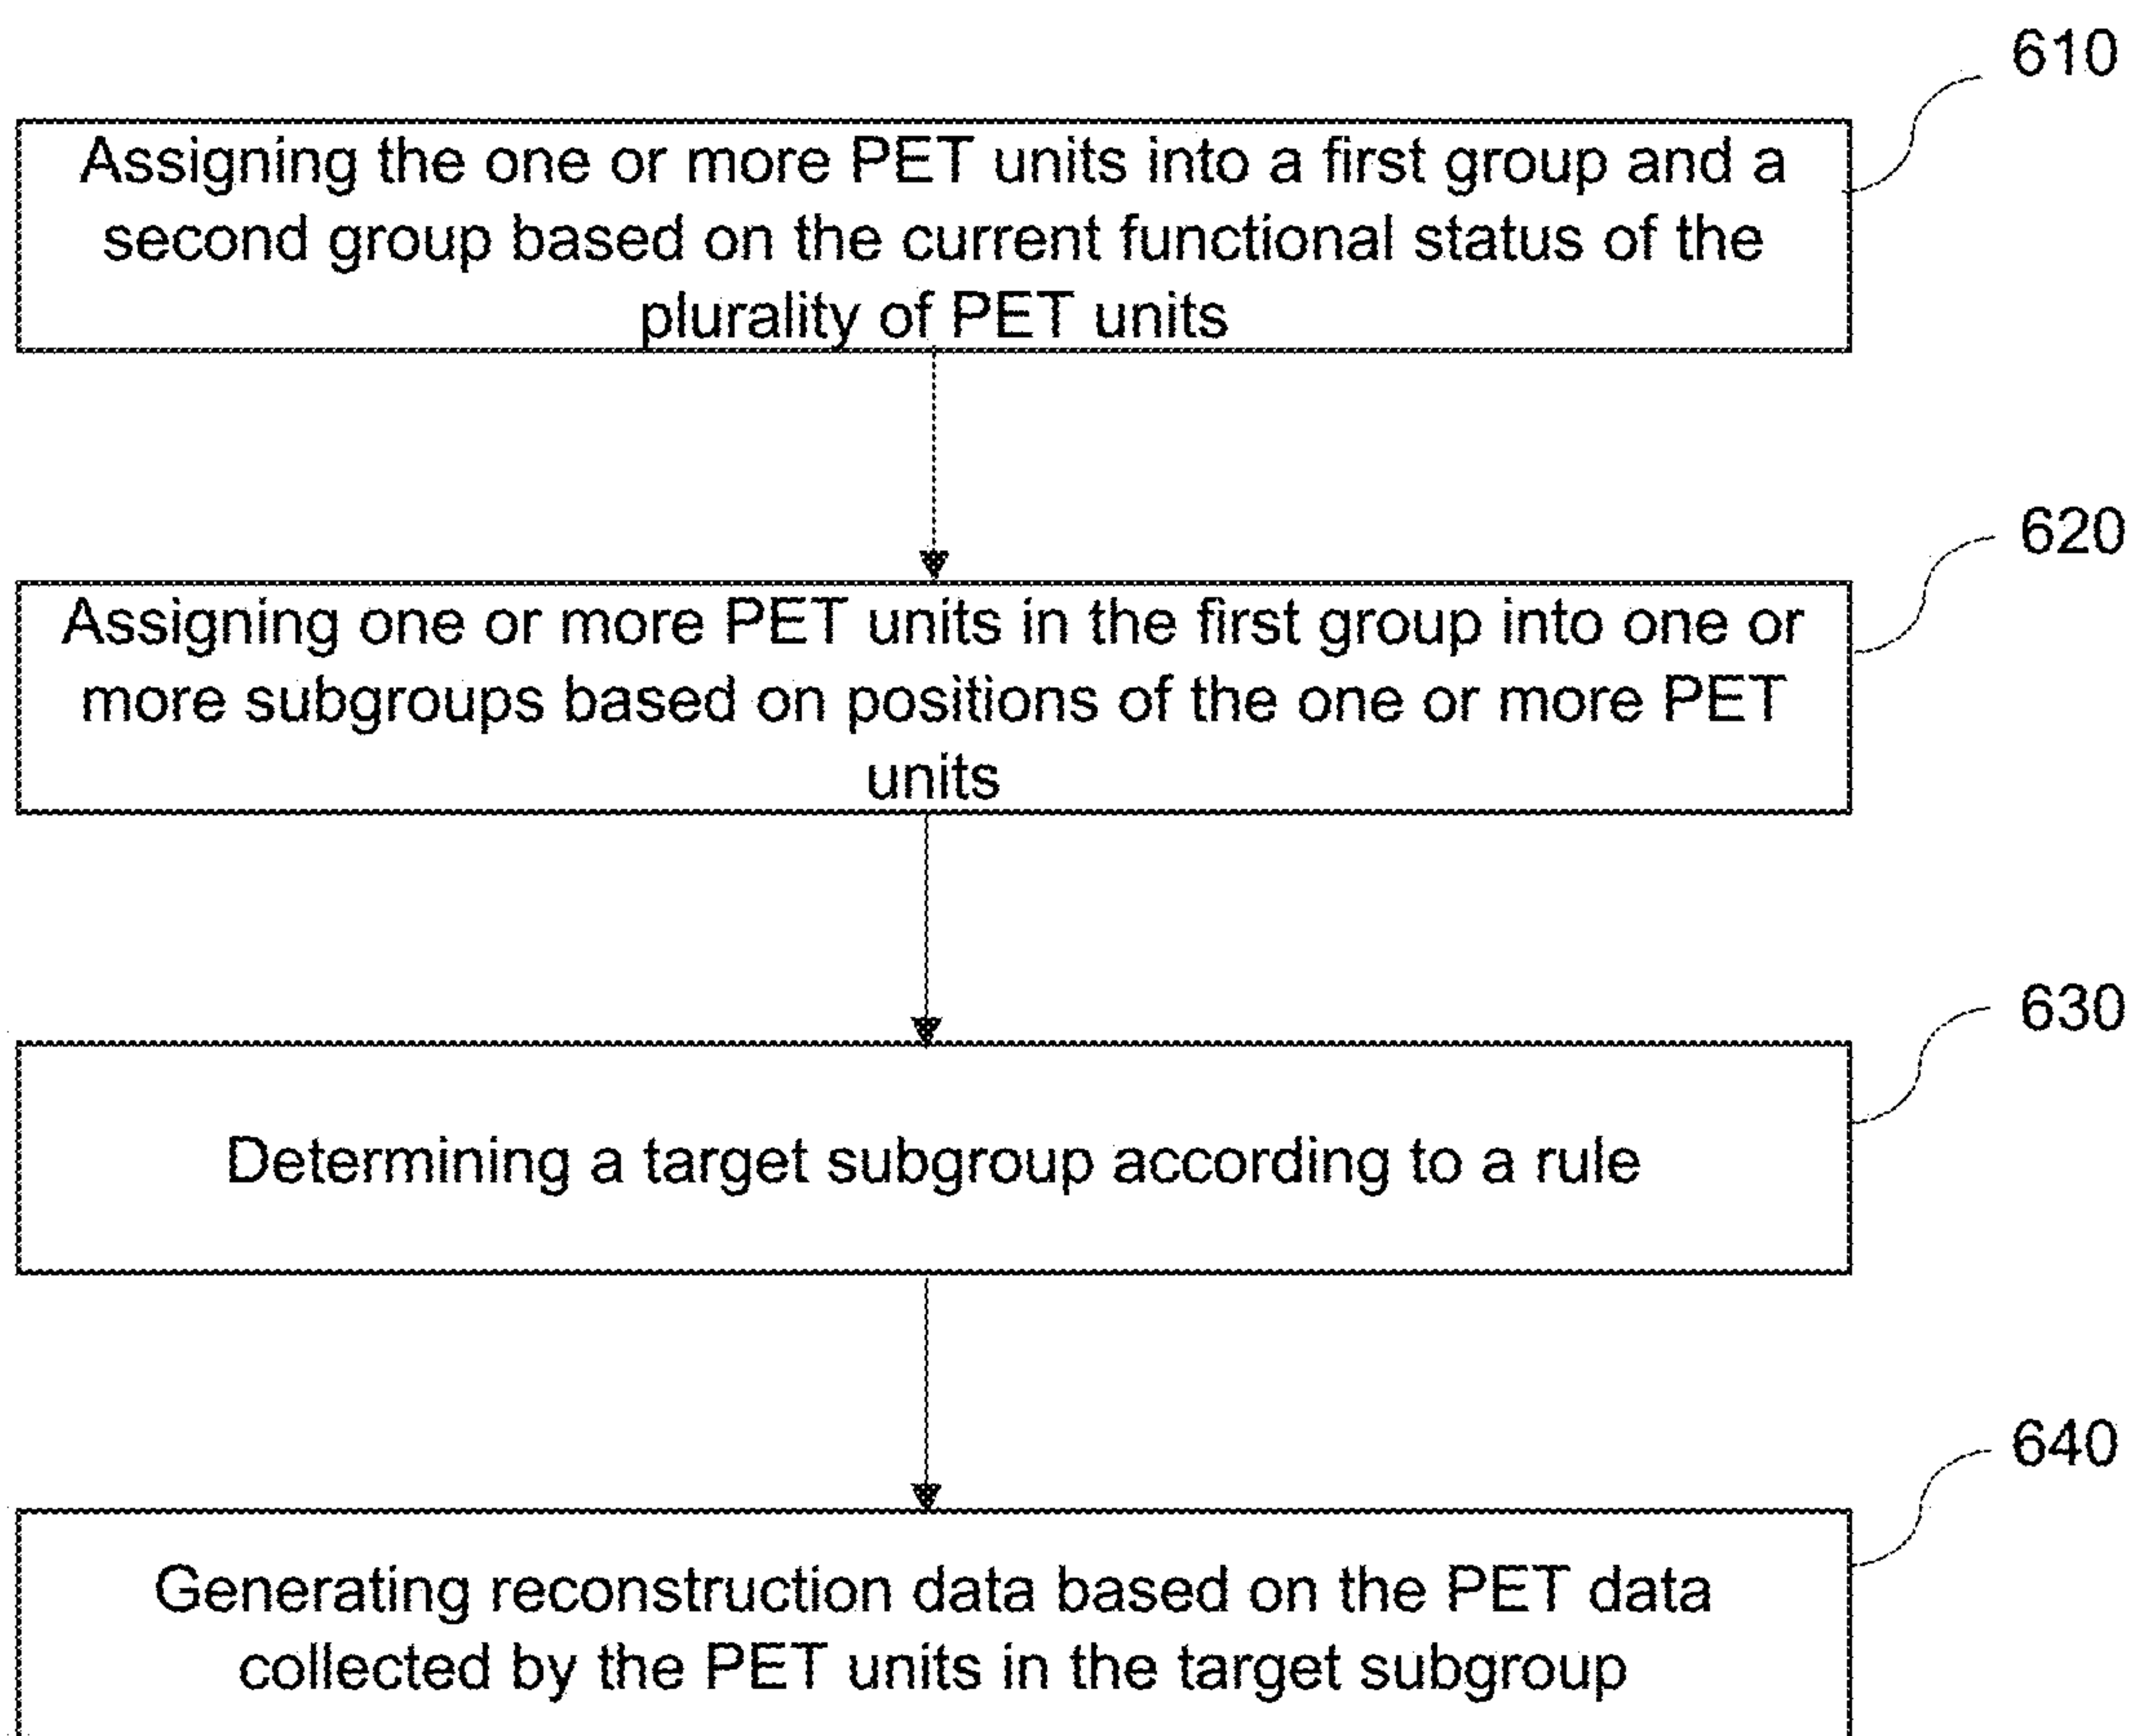 610
Assigning the one or more PET units into a first group and a
second group based on the current functional status of the
plurality of PET units
620
Assigning one or more PET units in the first group into one or
more subgroups based on positions of the one or more PET
units
630
Determining a target subgroup according to a rule
640
Generating reconstruction data based on the PET data
collected by the PET units in the target subgroup